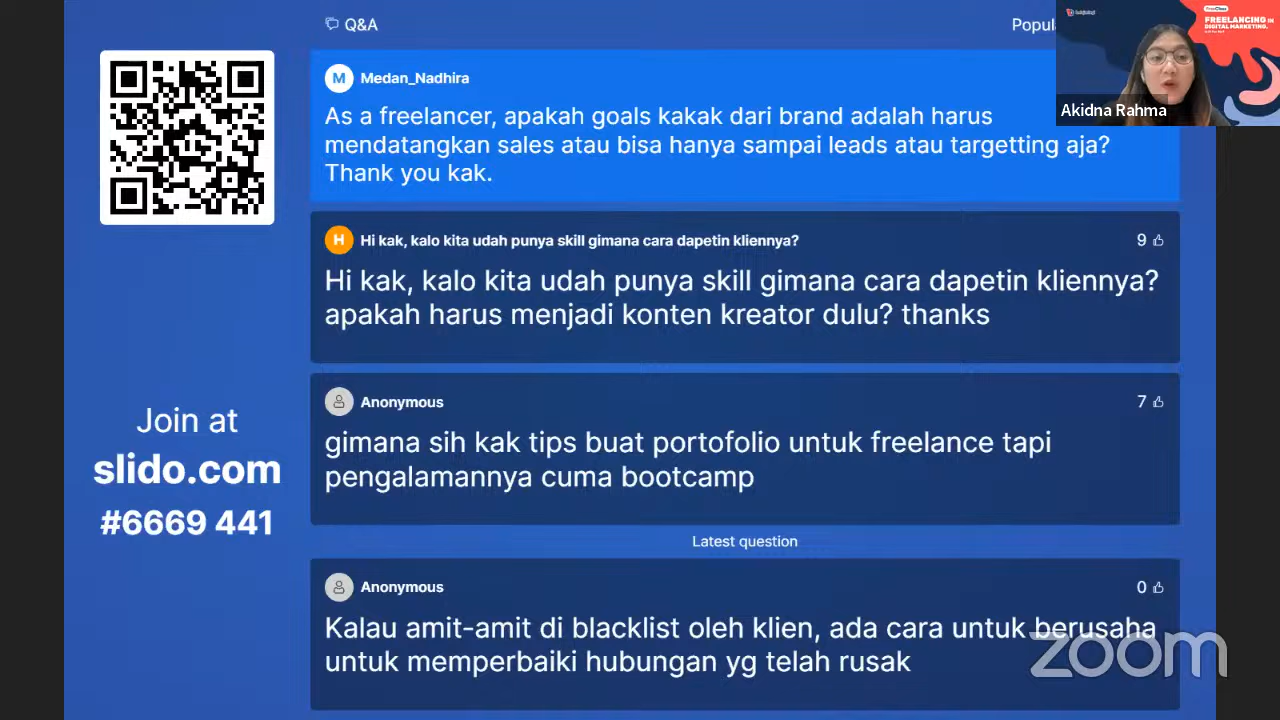 Q&A
Popul
M
Medan_Nadhira
As a freelancer, apakah goals kakak dari brand adalah harus
mendatangkan sales atau bisa hanya sampai leads atau targetting aja?
Thank you kak.
FREELANCING IN
DIGITAL MARKETING.
Akidna Rahma
H
Hi kak, kalo kita udah punya skill gimana cara dapetin kliennya?
9
Hi kak, kalo kita udah punya skill gimana cara dapetin kliennya?
apakah harus menjadi konten kreator dulu? thanks
Anonymous
7
gimana sih kak tips buat portofolio untuk freelance tapi
pengalamannya cuma bootcamp
Join at
slido.com
#6669 441
Latest question
Anonymous
0
Kalau amit-amit di blacklist oleh klien, ada cara untuk berusaha
untuk memperbaiki hubungan yg telah rusak
zoom